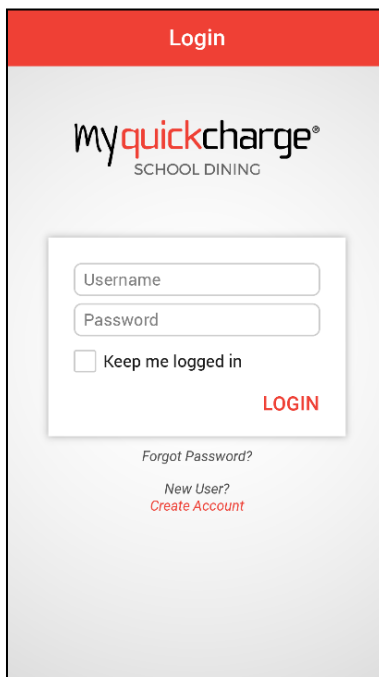 Login
myquickcharge®
SCHOOL DINING
Username
Password
Keep me logged in
LOGIN
Forgot Password?
New User?
Create Account